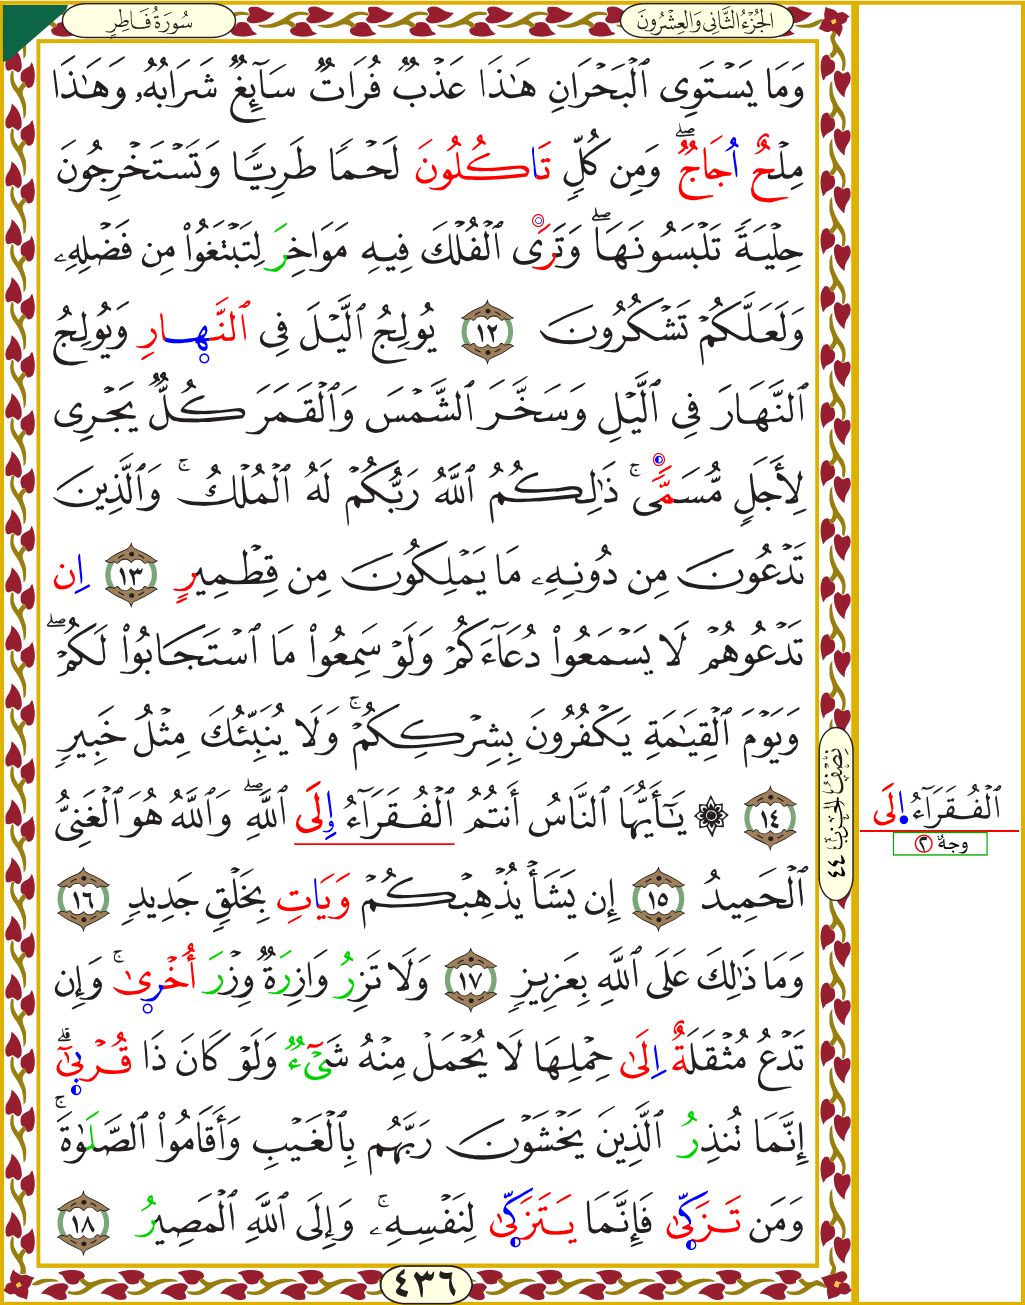 سُورَةُ فَاطِرٍ
الجُزْءُ الثَّانِي وَالعِشْرُونَ
وَمَا يَسْتَوِي ٱلْبَحْرَانِ هَٰذَا عَذْبٌ فُرَاتٌ سَآئِغٌ شَرَابُهُۥ وَهَٰذَا
مِلْحٌ اُجَاجٌۖ وَمِن كُلٍّ تَاكُلُونَ لَحْمًا طَرِيًّا وَتَسْتَخْرِجُونَ
حِلْيَةً تَلْبَسُونَهَاۖ وَتَرَى ٱلْفُلْكَ فِيهِ مَوَاخِرَ لِتَبْتَغُوا۟ مِن فَضْلِهِۦ
وَلَعَلَّكُمْ تَشْكُرُونَ ١٢ يُولِجُ ٱلَّيْلَ فِى ٱلنَّهَارِ وَيُولِجُ
ٱلنَّهَارَ فِى ٱلَّيْلِ وَسَخَّرَ ٱلشَّمْسَ وَٱلْقَمَرَ كُلٌّ يَجْرِى
لِأَجَلٍ مُّسَمًّىۚ ذَٰلِكُمُ ٱللَّهُ رَبُّكُمْ لَهُ ٱلْمُلْكُۚ وَٱلَّذِينَ
تَدْعُونَ مِن دُونِهِۦ مَا يَمْلِكُونَ مِن قِطْمِيرٍ ١٣ اِن
تَدْعُوهُمْ لَا يَسْمَعُوا۟ دُعَآءَكُمْ وَلَوْ سَمِعُوا۟ مَا ٱسْتَجَابُوا۟ لَكُمْۖ
وَيَوْمَ ٱلْقِيَٰمَةِ يَكْفُرُونَ بِشِرْكِكُمْۚ وَلَا يُنَبِّئُكَ مِثْلُ خَبِيرٍ
١٤ ۞ يَٰٓأَيُّهَا ٱلنَّاسُ أَنتُمُ ٱلْفُقَرَآءُ اِلَى ٱللَّهِۖ وَٱللَّهُ هُوَ ٱلْغَنِىُّ
ٱلْحَمِيدُ ١٥ إِن يَشَأْ يُذْهِبْكُمْ وَيَاتِ بِخَلْقٍ جَدِيدٍ ١٦
وَمَا ذَٰلِكَ عَلَى ٱللَّهِ بِعَزِيزٍ ١٧ وَلَا تَزِرُ وَازِرَةٌ وِزْرَ أُخْرَىٰۚ وَإِن
تَدْعُ مُثْقَلَةٌ اِلَىٰ حِمْلِهَا لَا يُحْمَلْ مِنْهُ شَىْءٌ وَلَوْ كَانَ ذَا قُرْبَىٰٓۗ
إِنَّمَا تُنذِرُ ٱلَّذِينَ يَخْشَوْنَ رَبَّهُم بِٱلْغَيْبِ وَأَقَامُوا۟ ٱلصَّلَوٰةَۚ
وَمَن تَزَكَّىٰ فَإِنَّمَا يَتَزَكَّىٰ لِنَفْسِهِۦۚ وَإِلَى ٱللَّهِ ٱلْمَصِيرُ ١٨
نِصْفُ الْحِزْبِ ٤٤
ٱلْفُقَرَآءُ اِلَى
وجهٌ ٢
٤٣٦